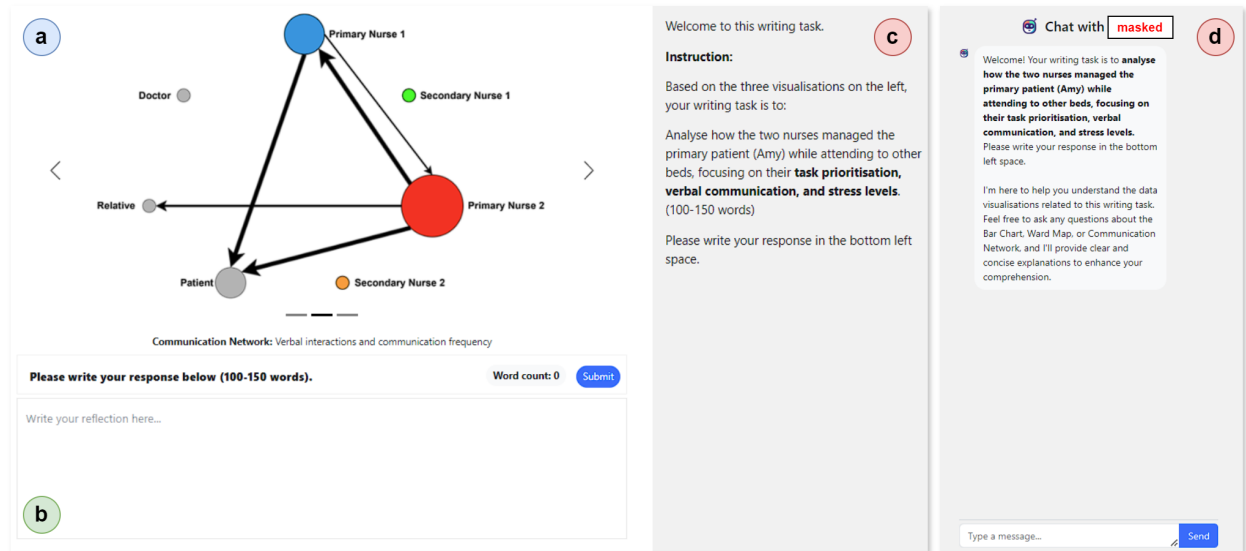 a
Primary Nurse 1
Doctor
Secondary Nurse 1
Relative
Primary Nurse 2
Patient
Secondary Nurse 2
Communication Network: Verbal interactions and communication frequency
Please write your response below (100-150 words).
Word count: 0
Submit
Write your reflection here...
b
Welcome to this writing task.
c
Instruction:
Based on the three visualisations on the left,
your writing task is to:
Analyse how the two nurses managed the
primary patient (Amy) while attending to other
beds, focusing on their task prioritisation,
verbal communication, and stress levels.
(100-150 words)
Please write your response in the bottom left
space.
Chat with masked
d
Welcome! Your writing task is to analyse
how the two nurses managed the
primary patient (Amy) while
attending to other beds, focusing on
their task prioritisation, verbal
communication, and stress levels.
Please write your response in the bottom
left space.
I'm here to help you understand the data
visualisations related to this writing task.
Feel free to ask any questions about the
Bar Chart, Ward Map, or Communication
Network, and I'll provide clear and
concise explanations to enhance your
comprehension.
Type a message...
Send